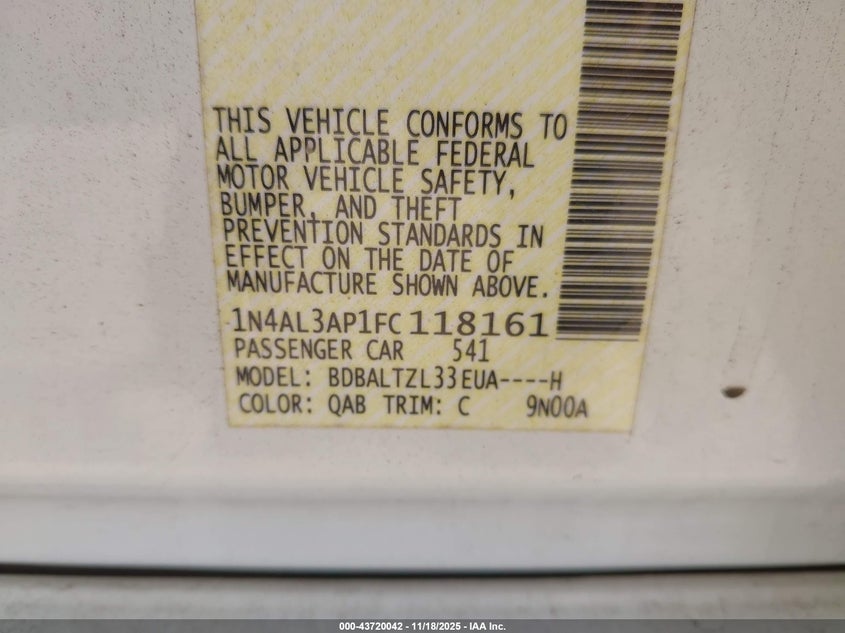 THIS VEHICLE CONFORMS TO
ALL APPLICABLE FEDERAL
MOTOR VEHICLE SAFETY,
BUMPER, AND THEFT
PREVENTION STANDARDS IN
EFFECT ON THE DATE OF
MANUFACTURE SHOWN ABOVE.
1N4AL3AP1FC118161
PASSENGER CAR 541
MODEL: BDBALTZL33EUA----H
COLOR: QAB TRIM: C 9N00A
000-43720042 - 11/18/2025 - IAA Inc.